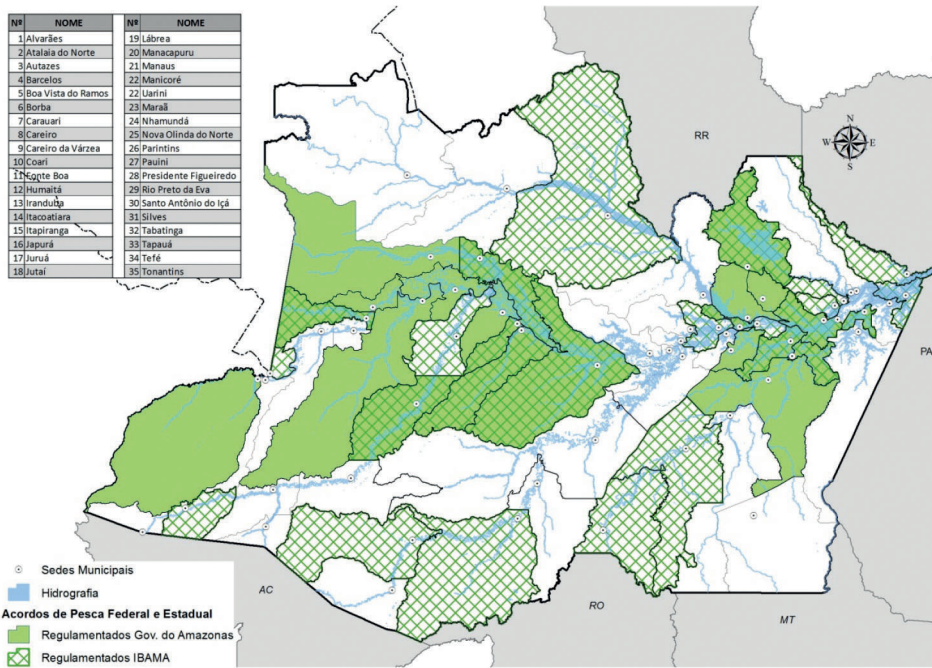 Nº NOME Nº NOME
1 Alvarães 19 Lábrea
2 Atalaia do Norte 20 Manacapuru
3 Autazes 21 Manaus
4 Barcelos 22 Manicoré
5 Boa Vista do Ramos 22 Uarini
6 Borba 23 Maraã
7 Carauari 24 Nhamundá
8 Careiro 25 Nova Olinda do Norte
9 Careiro da Várzea 26 Parintins
10 Coari 27 Pauini
11 Fonte Boa 28 Presidente Figueiredo
12 Humaitá 29 Rio Preto da Eva
13 Iranduba 30 Santo Antônio do Içá
14 Itacoatiara 31 Silves
15 Itapiranga 32 Tabatinga
16 Japurá 33 Tapauá
17 Juruá 34 Tefé
18 Jutaí 35 Tonantins
RR
N
W E
S
PA
AC
RO
MT
Sedes Municipais
Hidrografia
Acordos de Pesca Federal e Estadual
Regulamentados Gov. do Amazonas
Regulamentados IBAMA